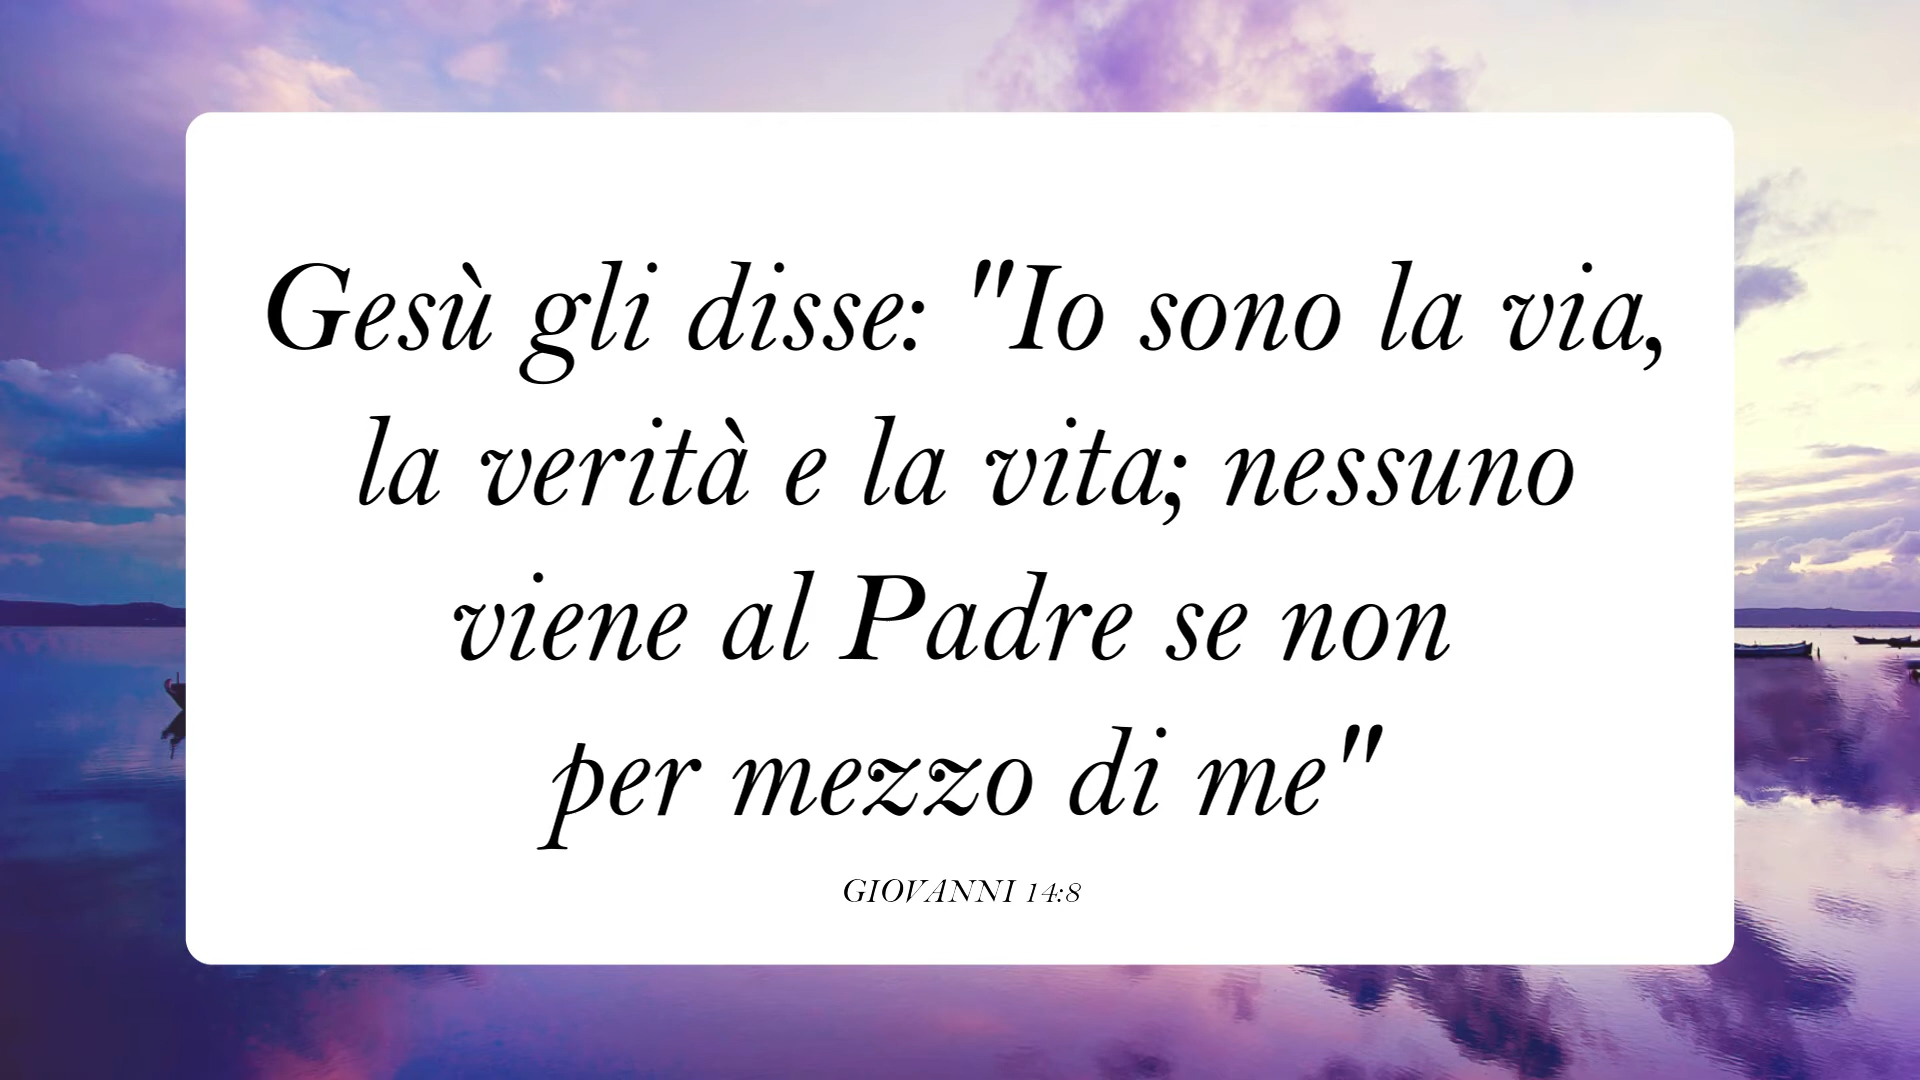 Gesù gli disse: "Io sono la via,
la verità e la vita; nessuno
viene al Padre se non
per mezzo di me"
GIOVANNI 14:8